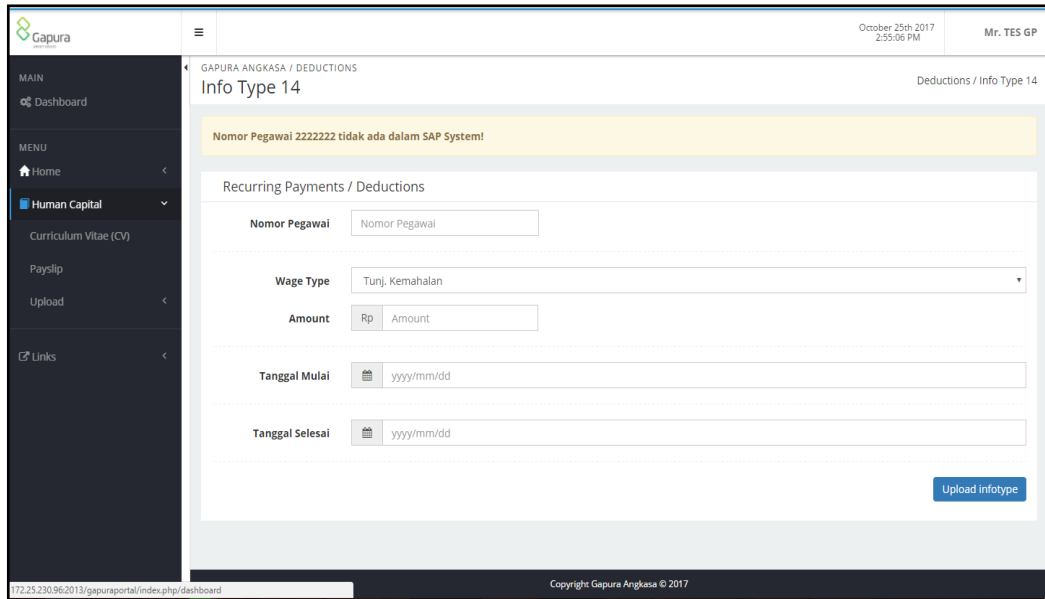 Gapura
October 25th 2017
2:55:06 PM
Mr. TES GP
MAIN
Dashboard
MENU
Home
Human Capital
Curriculum Vitae (CV)
Payslip
Upload
Links
GAPURA ANGKASA / DEDUCTIONS
Info Type 14
Deductions / Info Type 14
Nomor Pegawai 2222222 tidak ada dalam SAP System!
Recurring Payments / Deductions
Nomor Pegawai Nomor Pegawai
Wage Type Tunj. Kemahalan
Amount Rp Amount
Tanggal Mulai yyyy/mm/dd
Tanggal Selesai yyyy/mm/dd
Upload infotype
172.25.230.96:2013/gapuraportal/index.php/dashboard
Copyright Gapura Angkasa © 2017